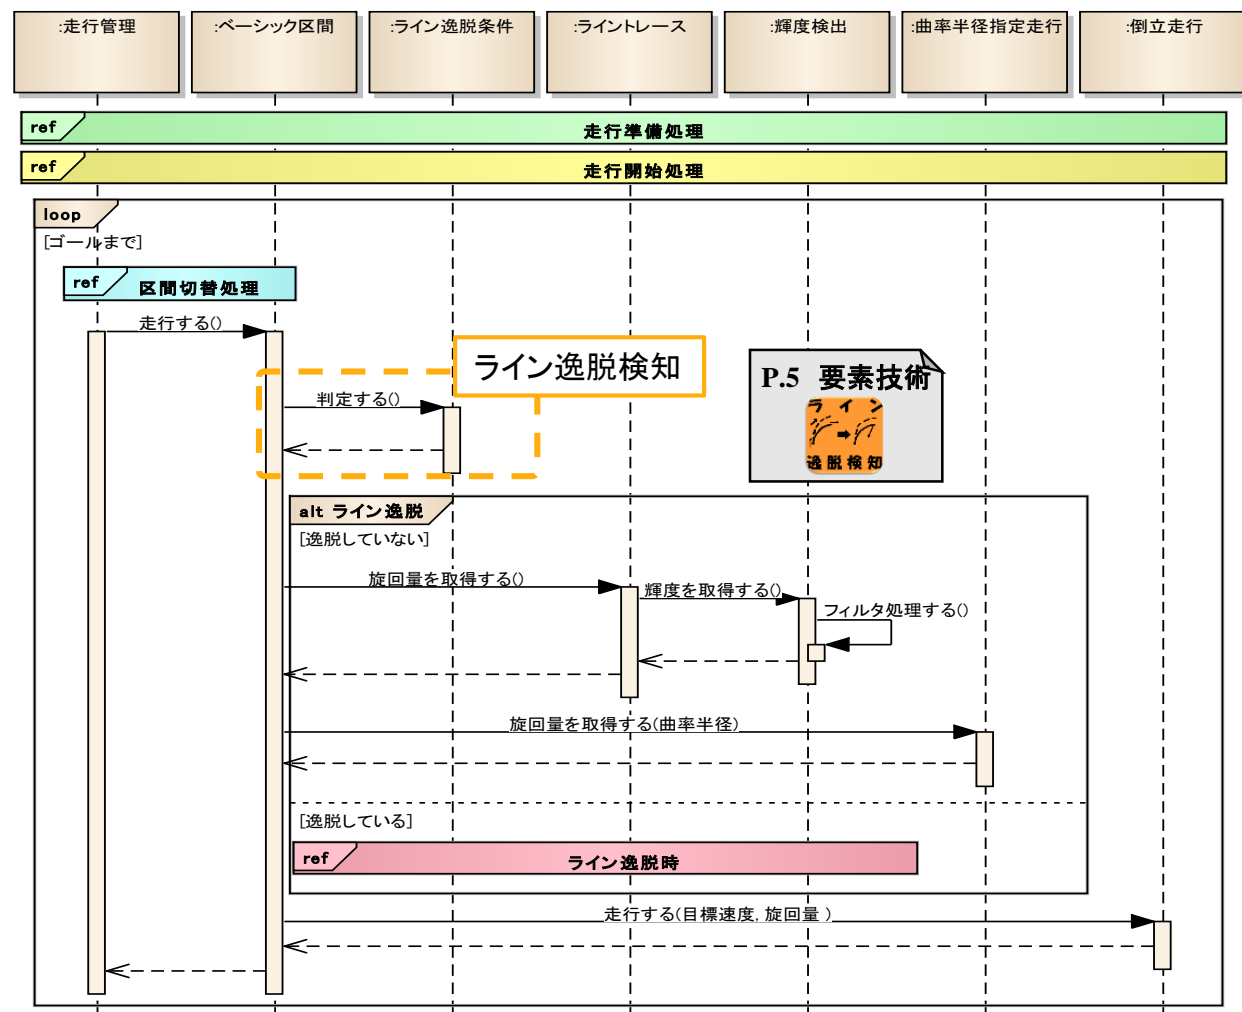 :走行管理
:ベーシック区間
:ライン逸脱条件
:ライントレース
:輝度検出
:曲率半径指定走行
:倒立走行
ref
走行準備処理
ref
走行開始処理
loop
[ゴールまで]
ref
区間切替処理
走行する()
ライン逸脱検知
判定する()
P.5 要素技術
ライン
逸脱検知
alt ライン逸脱
[逸脱していない]
旋回量を取得する()
輝度を取得する()
フィルタ処理する()
旋回量を取得する(曲率半径)
[逸脱している]
ref
ライン逸脱時
走行する(目標速度, 旋回量 )